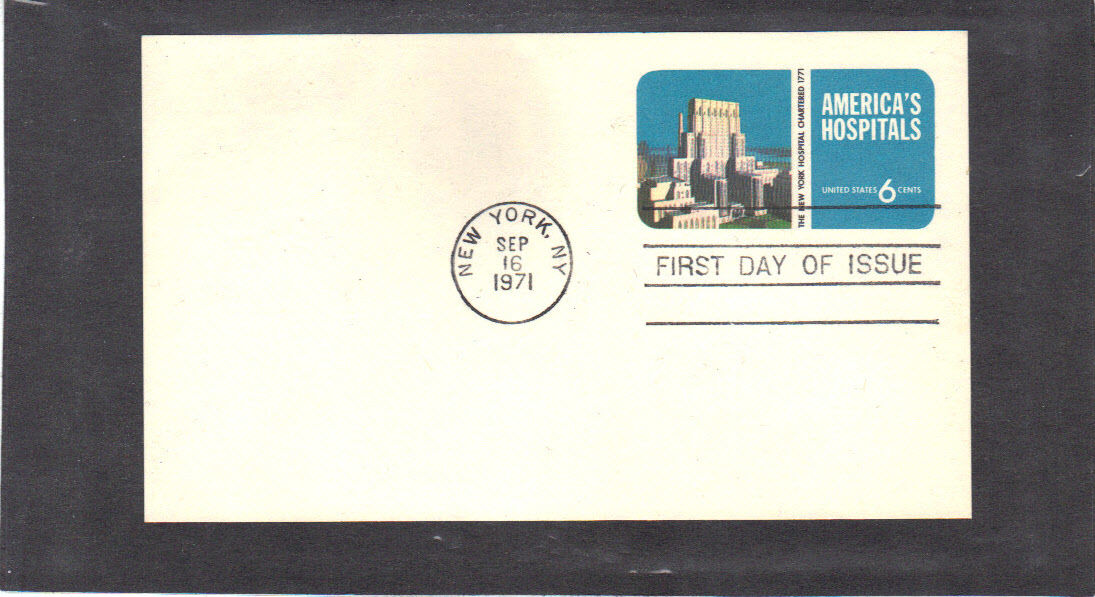 THE NEW YORK HOSPITAL CHARTERED 1771
AMERICA'S
HOSPITALS
UNITED STATES 6 CENTS
NEW YORK, NY
SEP
16
1971
FIRST DAY OF ISSUE